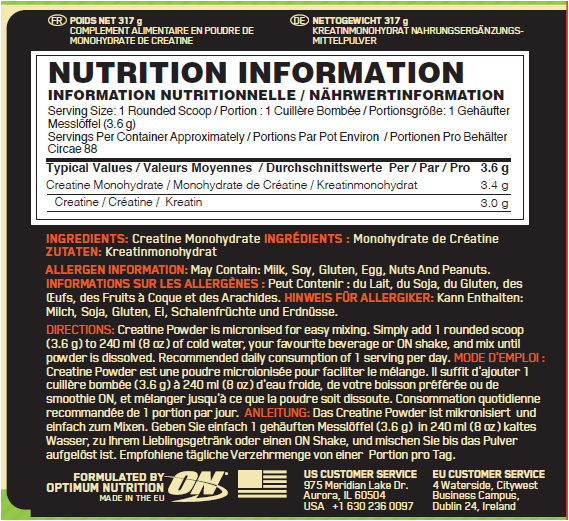 FR POIDS NET 317 g
COMPLEMENT ALIMENTAIRE EN POUDRE DE
MONOHYDRATE DE CREATINE
DE NETTOGEWICHT 317 g
KREATINMONOHYDRAT NAHRUNGSERGÄNZUNGS-
MITTELPULVER
NUTRITION INFORMATION
INFORMATION NUTRITIONNELLE / NÄHRWERTINFORMATION
Serving Size: 1 Rounded Scoop / Portion : 1 Cuillère Bombée / Portionsgröße: 1 Gehäufter
Messlöffel (3.6 g)
Servings Per Container Approximately / Portions Par Pot Environ / Portionen Pro Behälter
Circae 88
Typical Values / Valeurs Moyennes / Durchschnittswerte Per / Par / Pro 3.6 g
Creatine Monohydrate / Monohydrate de Créatine / Kreatinmonohydrat 3.4 g
Creatine / Créatine / Kreatin 3.0 g
INGREDIENTS: Creatine Monohydrate INGRÉDIENTS : Monohydrate de Créatine
ZUTATEN: Kreatinmonohydrat
ALLERGEN INFORMATION: May Contain: Milk, Soy, Gluten, Egg, Nuts And Peanuts.
INFORMATIONS SUR LES ALLERGÈNES : Peut Contenir : du Lait, du Soja, du Gluten, des
Œufs, des Fruits à Coque et des Arachides. HINWEIS FÜR ALLERGIKER: Kann Enthalten:
Milch, Soja, Gluten, Ei, Schalenfrüchte und Erdnüsse.
DIRECTIONS: Creatine Powder is micronised for easy mixing. Simply add 1 rounded scoop
(3.6 g) to 240 ml (8 oz) of cold water, your favourite beverage or ON shake, and mix until
powder is dissolved. Recommended daily consumption of 1 serving per day. MODE D'EMPLOI :
Creatine Powder est une poudre microlonisée pour faciliter le mélange. Il suffit d'ajouter 1
cuillère bombée (3.6 g) à 240 ml (8 oz) d'eau froide, de votre boisson préférée ou de
smoothie ON, et mélanger jusqu'à ce que la poudre soit dissoute. Consommation quotidienne
recommandée de 1 portion par jour. ANLEITUNG: Das Creatine Powder ist mikronisiert und
einfach zum Mixen. Geben Sie einfach 1 gehäuften Messlöffel (3.6 g) in 240 ml (8 oz) kaltes
Wasser, zu Ihrem Lieblingsgetränk oder einen ON Shake, und mischen Sie bis das Pulver
aufgelöst ist. Empfohlene tägliche Verzehrmenge von einer Portion pro Tag.
FORMULATED BY
OPTIMUM NUTRITION
MADE IN THE EU
ON
US CUSTOMER SERVICE
975 Meridian Lake Dr.
Aurora, IL 60504
USA +1 630 236 0097
EU CUSTOMER SERVICE
4 Waterside, Citywest
Business Campus,
Dublin 24, Ireland